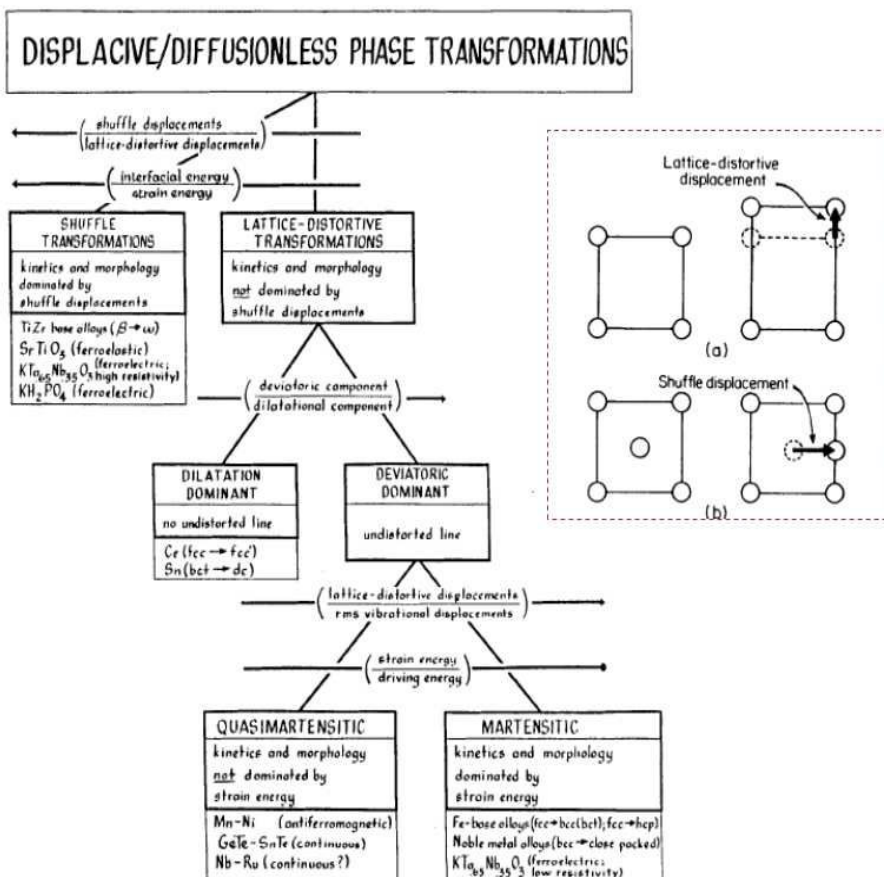 DISPLACIVE/DIFFUSIONLESS PHASE TRANSFORMATIONS
(shuffle displacements
lattice-distortive displacements)
(interfacial energy
strain energy)
SHUFFLE
TRANSFORMATIONS
kinetics and morphology
dominated by
shuffle displacements
TiZr base alloys (β→ω)
SrTiO3 (ferroelastic)
KTa.65Nb.35O3 (ferroelectric; high resistivity)
KH2PO4 (ferroelectric)
LATTICE-DISTORTIVE
TRANSFORMATIONS
kinetics and morphology
not dominated by
shuffle displacements
(deviatoric component
dilatational component)
DILATATION
DOMINANT
no undistorted line
Ce (fcc→fcc')
Sn (bct→dc)
DEVIATORIC
DOMINANT
undistorted line
(lattice-distortive displacements
rms vibrational displacements)
(strain energy
driving energy)
QUASIMARTENSITIC
kinetics and morphology
not dominated by
strain energy
Mn-Ni (antiferromagnetic)
GeTe-SnTe (continuous)
Nb-Ru (continuous?)
MARTENSITIC
kinetics and morphology
dominated by
strain energy
Fe-base alloys (fcc→bcc(bct); fcc→hcp)
Noble metal alloys (bcc→close packed)
KTa.65Nb.35O3 (ferroelectric; low resistivity)
Lattice-distortive
displacement
(a)
Shuffle displacement
(b)